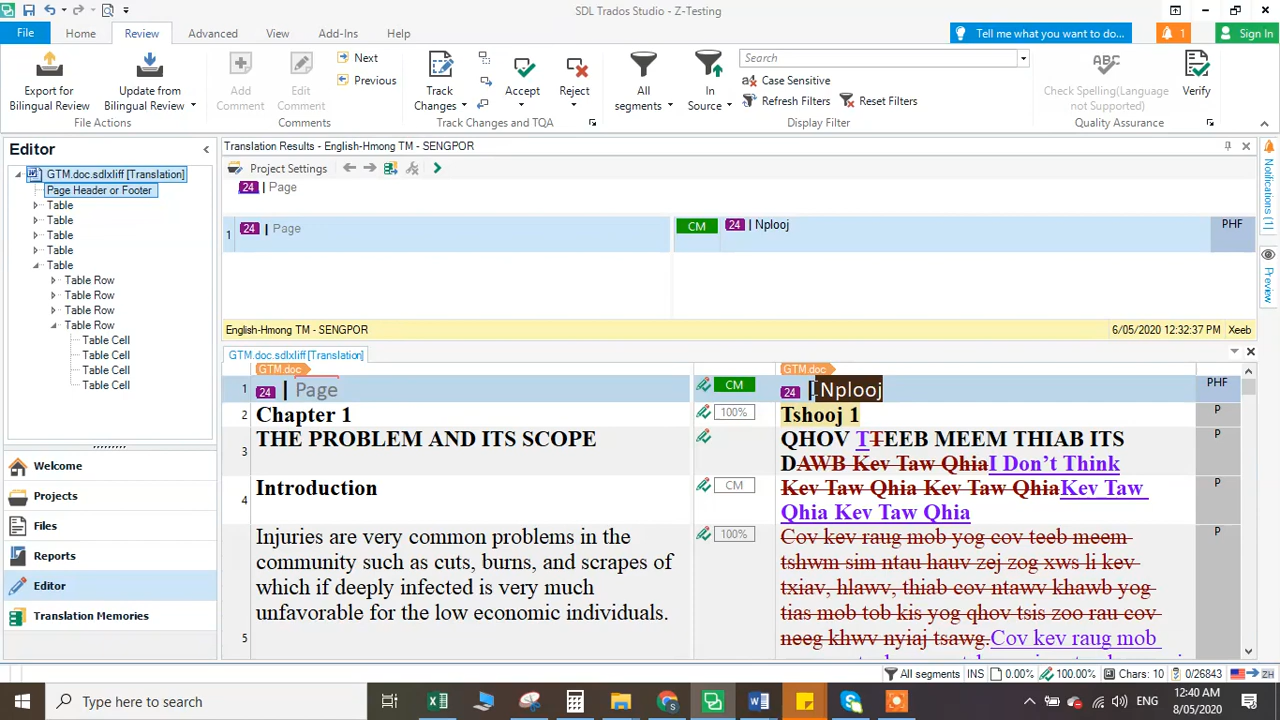 SDL Trados Studio - Z-Testing
File Home Review Advanced View Add-Ins Help
Tell me what you want to do...
1
Sign In
Export for Bilingual Review
Update from Bilingual Review
File Actions
Add Comment
Edit Comment
Next
Previous
Comments
Track Changes
Accept
Reject
Track Changes and TQA
All segments
In Source
Search
Case Sensitive
Refresh Filters
Reset Filters
Display Filter
ABC
Check Spelling(Language not Supported)
Verify
Quality Assurance
Editor
GTM.doc.sdlxliff [Translation]
Page Header or Footer
Table
Table
Table
Table
Table
Table Row
Table Row
Table Row
Table Row
Table Cell
Table Cell
Table Cell
Table Cell
Welcome
Projects
Files
Reports
Editor
Translation Memories
Translation Results - English-Hmong TM - SENGPOR
Project Settings
24 | Page
1 24 | Page CM 24 | Nplooj PHF
English-Hmong TM - SENGPOR 6/05/2020 12:32:37 PM Xeeb
GTM.doc.sdlxliff [Translation]
GTM.doc GTM.doc
1 24 | Page CM 24 | Nplooj PHF
2 Chapter 1 100% Tshooj 1 P
3 THE PROBLEM AND ITS SCOPE QHOV TTEEB MEEM THIAB ITS P
DAWB Kev Taw QhiaI Don't Think
4 Introduction CM Kev Taw Qhia Kev Taw QhiaKev Taw P
Qhia Kev Taw Qhia
Injuries are very common problems in the 100% Cov kev raug mob yog cov teeb meem P
community such as cuts, burns, and scrapes of tshwm sim ntau hauv zej zog xws li kev
which if deeply infected is very much txiav, hlawv, thiab cov ntawv khawb yog
unfavorable for the low economic individuals. tias mob tob kis yog qhov tsis zoo rau cov
5 neeg khwv nyiaj tsawg.Cov kev raug mob
Notifications (1)
Preview
All segments INS 0.00% 100.00% Chars: 10 0/26843 ZH
Type here to search
ENG
12:40 AM
8/05/2020